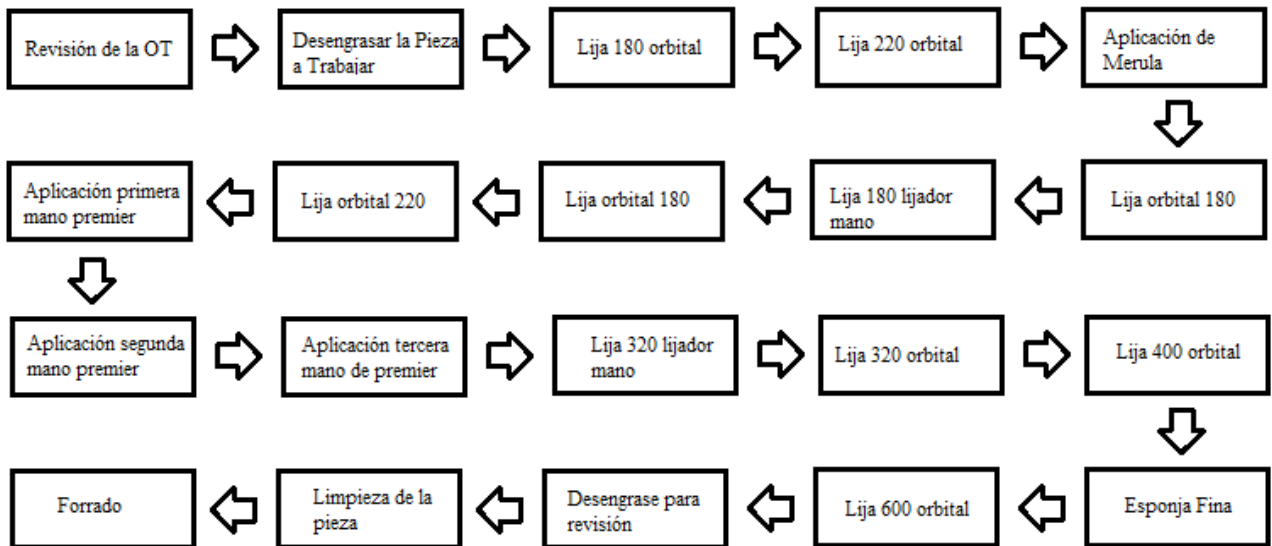 Revisión de la OT
Desengrasar la Pieza
a Trabajar
Lija 180 orbital
Lija 220 orbital
Aplicación de
Merula
Lija orbital 180
Lija 180 lijador
mano
Lija orbital 180
Lija orbital 220
Aplicación primera
mano premier
Aplicación segunda
mano premier
Aplicación tercera
mano de premier
Lija 320 lijador
mano
Lija 320 orbital
Lija 400 orbital
Esponja Fina
Lija 600 orbital
Desengrase para
revisión
Limpieza de la
pieza
Forrado